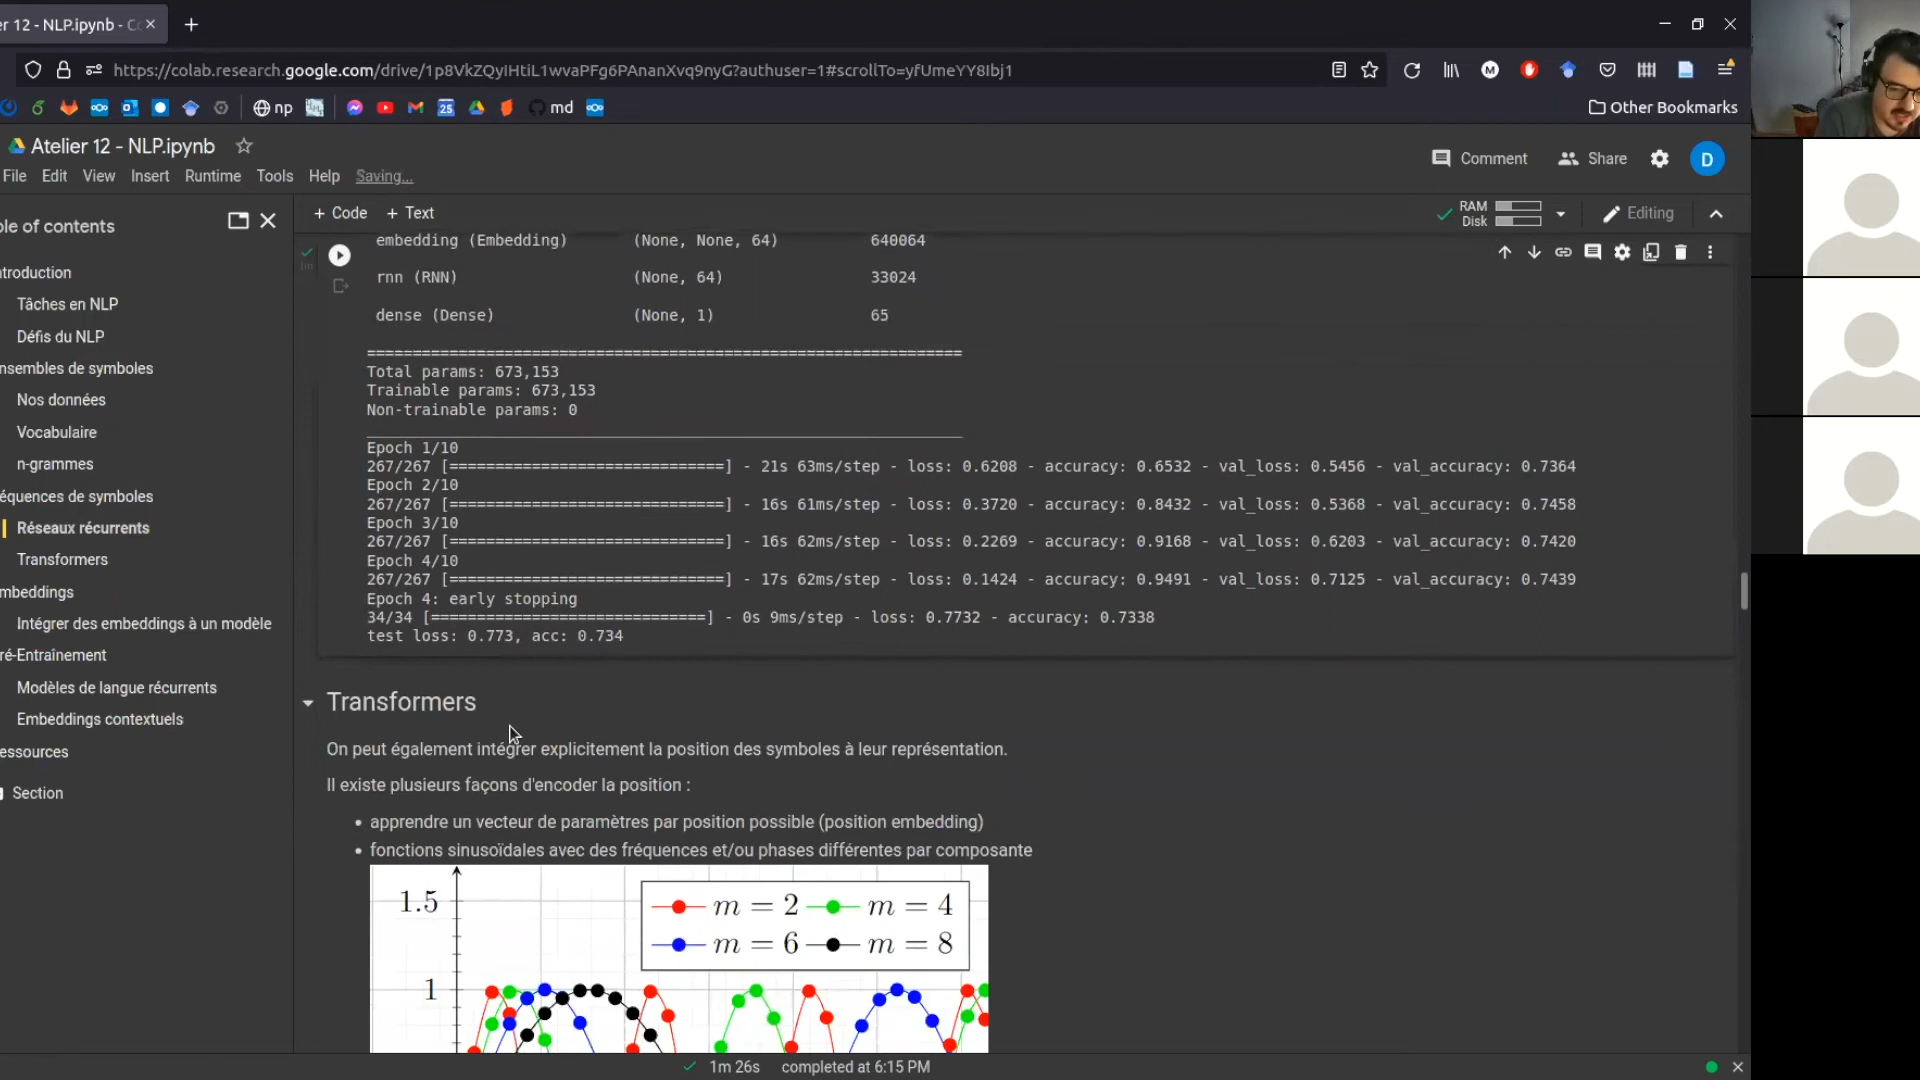 er 12 - NLP.ipynb - Co
https://colab.research.google.com/drive/1p8VkZQyIHtiL1wvaPFg6PAnanXvq9nyG?authuser=1#scrollTo=yfUmeYY8Ibj1
M
np
25
md
Other Bookmarks
Atelier 12 - NLP.ipynb
Comment
Share
D
File Edit View Insert Runtime Tools Help Saving...
+ Code + Text
RAM
Disk
Editing
ble of contents
ntroduction
Tâches en NLP
Défis du NLP
nsembles de symboles
Nos données
Vocabulaire
n-grammes
équences de symboles
Réseaux récurrents
Transformers
mbeddings
Intégrer des embeddings à un modèle
ré-Entraînement
Modèles de langue récurrents
Embeddings contextuels
essources
Section
embedding (Embedding) (None, None, 64) 640064
rnn (RNN) (None, 64) 33024
dense (Dense) (None, 1) 65
=================================================================
Total params: 673,153
Trainable params: 673,153
Non-trainable params: 0
_________________________________________________________________
Epoch 1/10
267/267 [==============================] - 21s 63ms/step - loss: 0.6208 - accuracy: 0.6532 - val_loss: 0.5456 - val_accuracy: 0.7364
Epoch 2/10
267/267 [==============================] - 16s 61ms/step - loss: 0.3720 - accuracy: 0.8432 - val_loss: 0.5368 - val_accuracy: 0.7458
Epoch 3/10
267/267 [==============================] - 16s 62ms/step - loss: 0.2269 - accuracy: 0.9168 - val_loss: 0.6203 - val_accuracy: 0.7420
Epoch 4/10
267/267 [==============================] - 17s 62ms/step - loss: 0.1424 - accuracy: 0.9491 - val_loss: 0.7125 - val_accuracy: 0.7439
Epoch 4: early stopping
34/34 [==============================] - 0s 9ms/step - loss: 0.7732 - accuracy: 0.7338
test loss: 0.773, acc: 0.734
Transformers
On peut également intégrer explicitement la position des symboles à leur représentation.
Il existe plusieurs façons d'encoder la position :
• apprendre un vecteur de paramètres par position possible (position embedding)
• fonctions sinusoïdales avec des fréquences et/ou phases différentes par composante
1.5
m = 2 m = 4
m = 6 m = 8
1
1m 26s completed at 6:15 PM